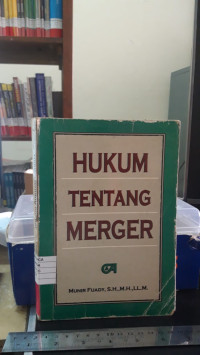 HUKUM
TENTANG
MERGER
MUNIR FUADY, S.H.,M.H.,LL.M.